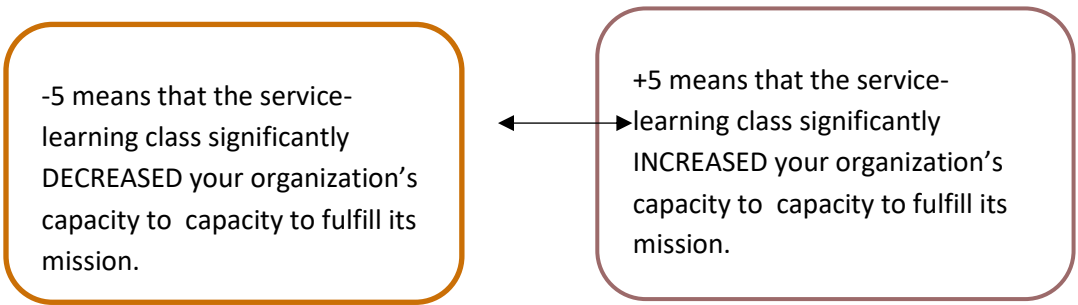 -5 means that the service-
learning class significantly
DECREASED your organization’s
capacity to  capacity to fulfill its
mission.
+5 means that the service-
learning class significantly
INCREASED your organization’s
capacity to  capacity to fulfill its
mission.